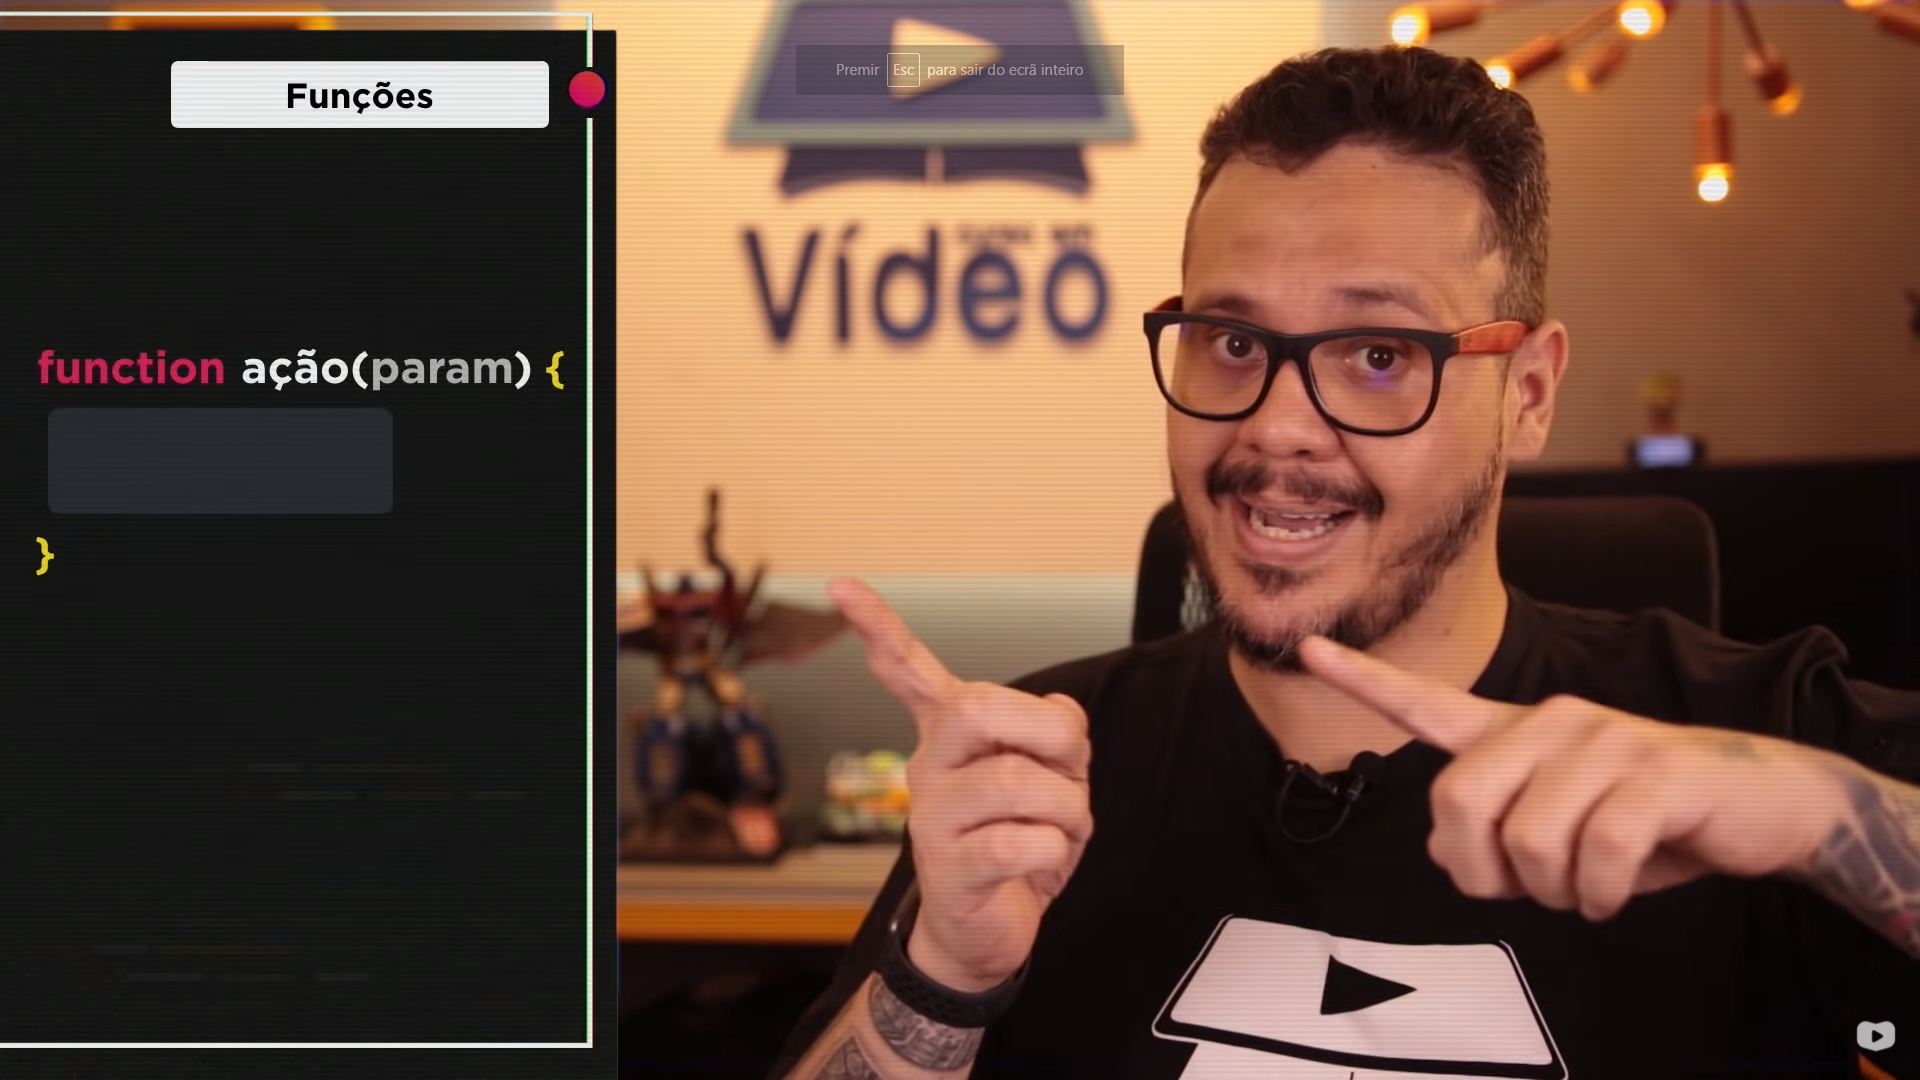 Funções
function ação(param) {
}
Premir Esc para sair do ecrã inteiro
Vídeo